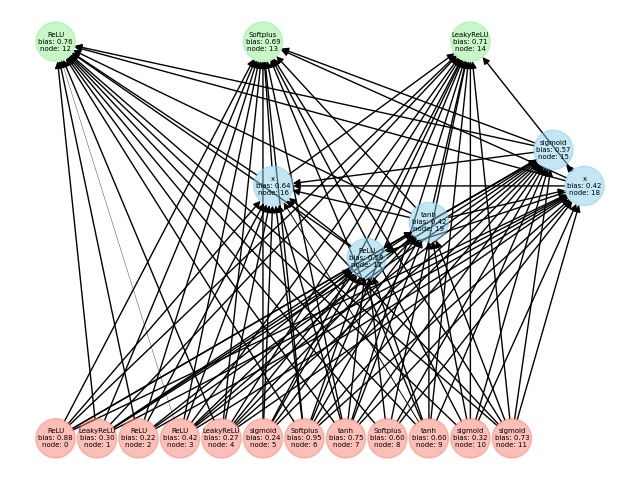 ReLU
bias: 0.76
node: 12
Softplus
bias: 0.69
node: 13
LeakyReLU
bias: 0.71
node: 14
sigmoid
bias: 0.57
node: 15
x
bias: 0.64
node: 16
x
bias: 0.42
node: 18
tanh
bias: 0.42
node: 19
ReLU
bias:
node: 17
ReLU
bias: 0.88
node: 0
LeakyReLU
bias: 0.30
node: 1
ReLU
bias: 0.22
node: 2
ReLU
bias: 0.42
node: 3
LeakyReLU
bias: 0.27
node: 4
sigmoid
bias: 0.24
node: 5
Softplus
bias: 0.95
node: 6
tanh
bias: 0.75
node: 7
Softplus
bias: 0.60
node: 8
tanh
bias: 0.60
node: 9
sigmoid
bias: 0.32
node: 10
sigmoid
bias: 0.73
node: 11